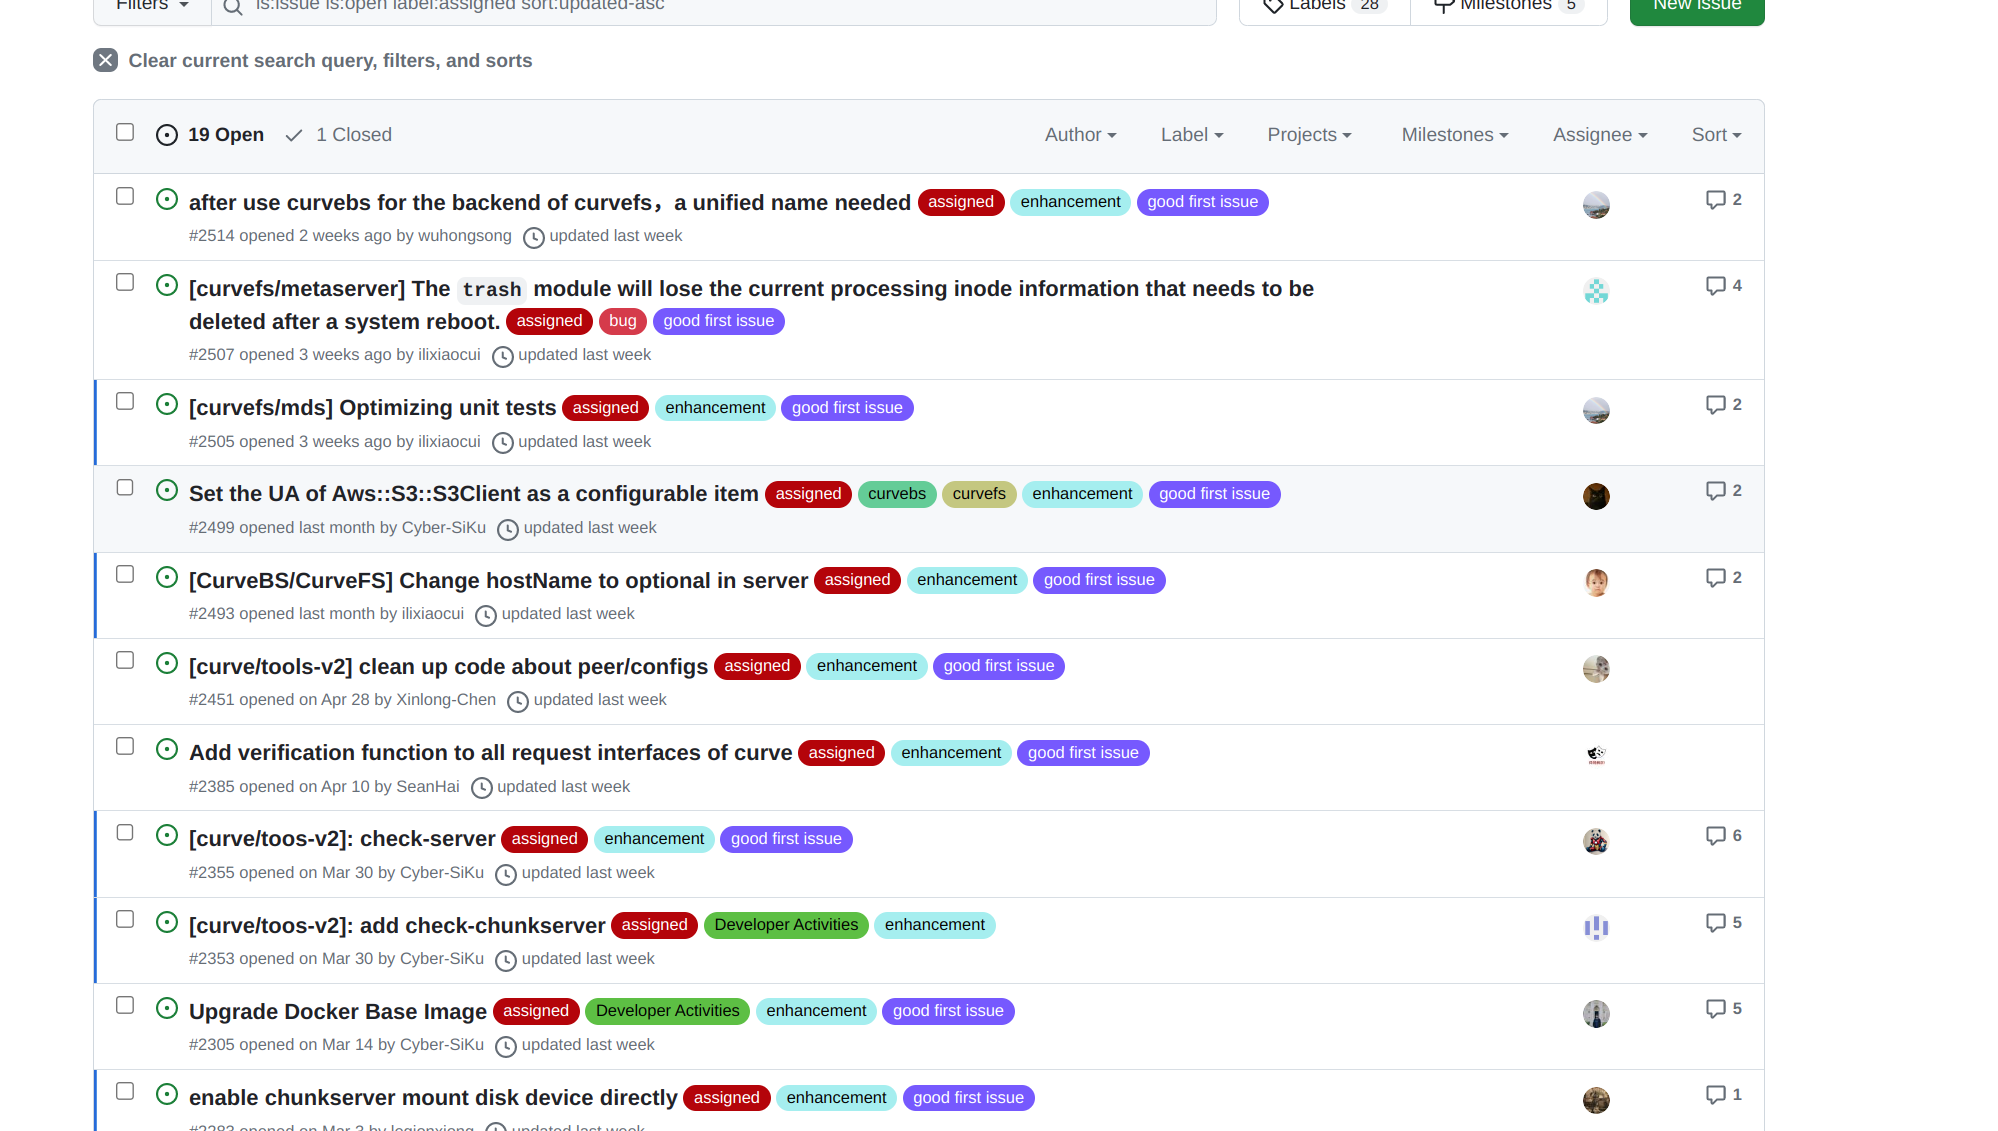 Filters is:issue is:open label:assigned sort:updated-asc Labels 28 Milestones 5 New issue
Clear current search query, filters, and sorts
19 Open 1 Closed Author Label Projects Milestones Assignee Sort
after use curvebs for the backend of curvefs，a unified name needed assigned enhancement good first issue 2
#2514 opened 2 weeks ago by wuhongsong updated last week
[curvefs/metaserver] The trash module will lose the current processing inode information that needs to be 4
deleted after a system reboot. assigned bug good first issue
#2507 opened 3 weeks ago by ilixiaocui updated last week
[curvefs/mds] Optimizing unit tests assigned enhancement good first issue 2
#2505 opened 3 weeks ago by ilixiaocui updated last week
Set the UA of Aws::S3::S3Client as a configurable item assigned curvebs curvefs enhancement good first issue 2
#2499 opened last month by Cyber-SiKu updated last week
[CurveBS/CurveFS] Change hostName to optional in server assigned enhancement good first issue 2
#2493 opened last month by ilixiaocui updated last week
[curve/tools-v2] clean up code about peer/configs assigned enhancement good first issue
#2451 opened on Apr 28 by Xinlong-Chen updated last week
Add verification function to all request interfaces of curve assigned enhancement good first issue
#2385 opened on Apr 10 by SeanHai updated last week
[curve/toos-v2]: check-server assigned enhancement good first issue 6
#2355 opened on Mar 30 by Cyber-SiKu updated last week
[curve/toos-v2]: add check-chunkserver assigned Developer Activities enhancement 5
#2353 opened on Mar 30 by Cyber-SiKu updated last week
Upgrade Docker Base Image assigned Developer Activities enhancement good first issue 5
#2305 opened on Mar 14 by Cyber-SiKu updated last week
enable chunkserver mount disk device directly assigned enhancement good first issue 1
opened on Mar 3 by legionxiong updated last week